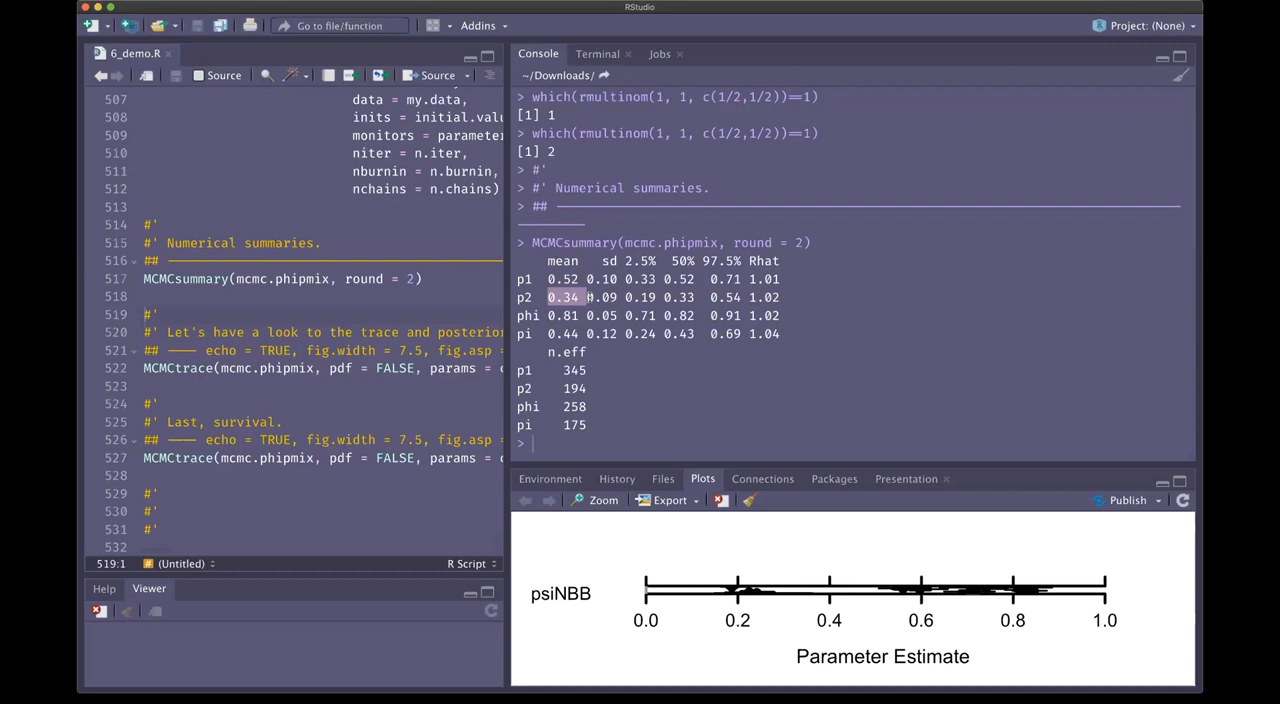 RStudio
Go to file/function
Addins
Project: (None)
6_demo.R
Source
Source
507 data = my.data,
508 inits = initial.valu
509 monitors = parameter
510 niter = n.iter,
511 nburnin = n.burnin,
512 nchains = n.chains)
513
514 #'
515 #' Numerical summaries.
516 ## ────
517 MCMCsummary(mcmc.phipmix, round = 2)
518
519 #'
520 #' Let's have a look to the trace and posterior
521 ## ──── echo = TRUE, fig.width = 7.5, fig.asp =
522 MCMCtrace(mcmc.phipmix, pdf = FALSE, params = c
523
524 #'
525 #' Last, survival.
526 ## ──── echo = TRUE, fig.width = 7.5, fig.asp =
527 MCMCtrace(mcmc.phipmix, pdf = FALSE, params = c
528
529 #'
530 #'
531 #'
532
519:1 # (Untitled) R Script
Help Viewer
Console Terminal Jobs
~/Downloads/
> which(rmultinom(1, 1, c(1/2,1/2))==1)
[1] 1
> which(rmultinom(1, 1, c(1/2,1/2))==1)
[1] 2
> #'
> #' Numerical summaries.
> ## ────
> MCMCsummary(mcmc.phipmix, round = 2)
mean sd 2.5% 50% 97.5% Rhat
p1 0.52 0.10 0.33 0.52 0.71 1.01
p2 0.34 0.09 0.19 0.33 0.54 1.02
phi 0.81 0.05 0.71 0.82 0.91 1.02
pi 0.44 0.12 0.24 0.43 0.69 1.04
n.eff
p1 345
p2 194
phi 258
pi 175
>
Environment History Files Plots Connections Packages Presentation
Zoom Export Publish
psiNBB
0.0 0.2 0.4 0.6 0.8 1.0
Parameter Estimate